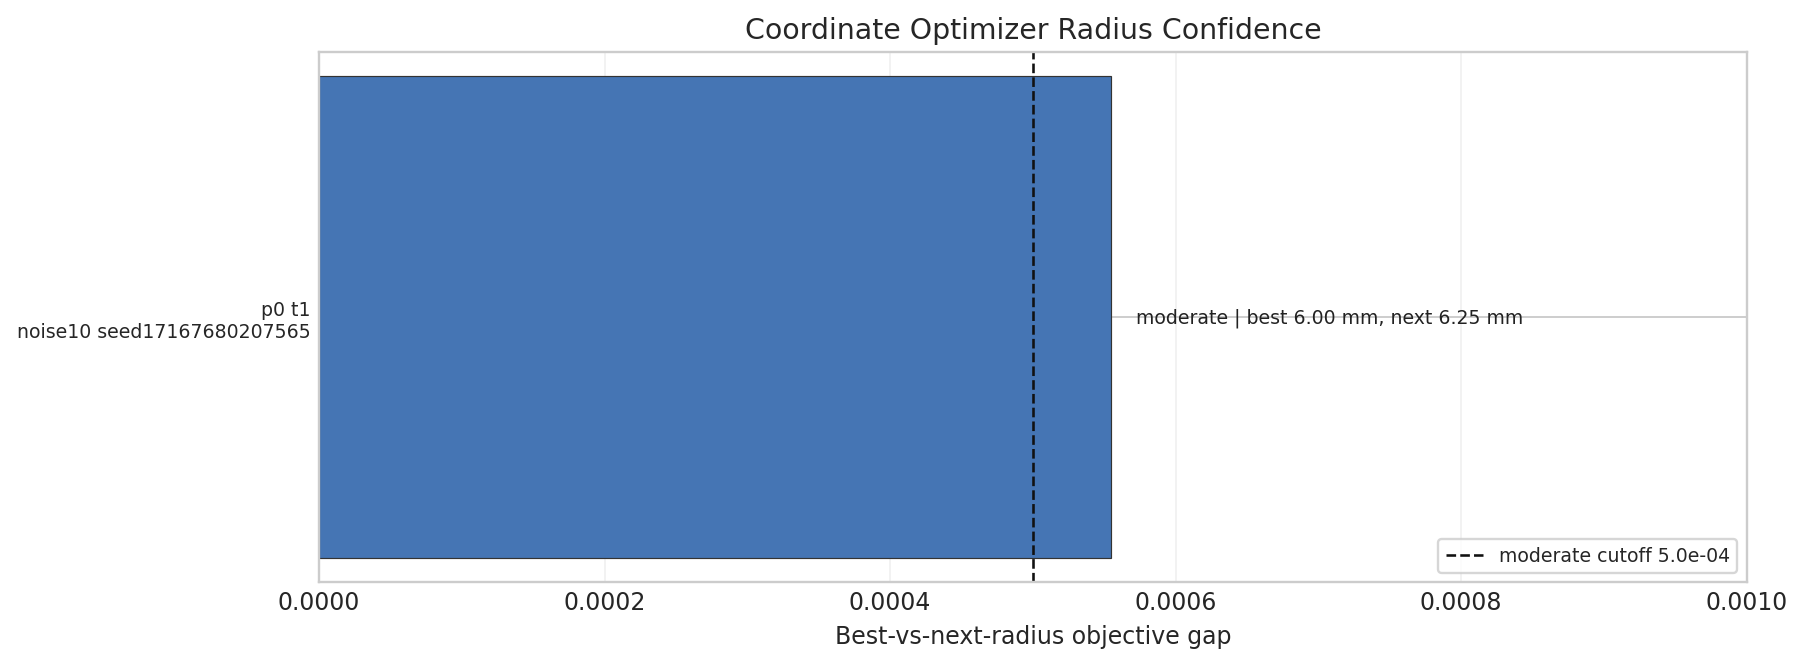 Coordinate Optimizer Radius Confidence
p0 t1
noise10 seed17167680207565
moderate | best 6.00 mm, next 6.25 mm
moderate cutoff 5.0e-04
0.0000 0.0002 0.0004 0.0006 0.0008 0.0010
Best-vs-next-radius objective gap